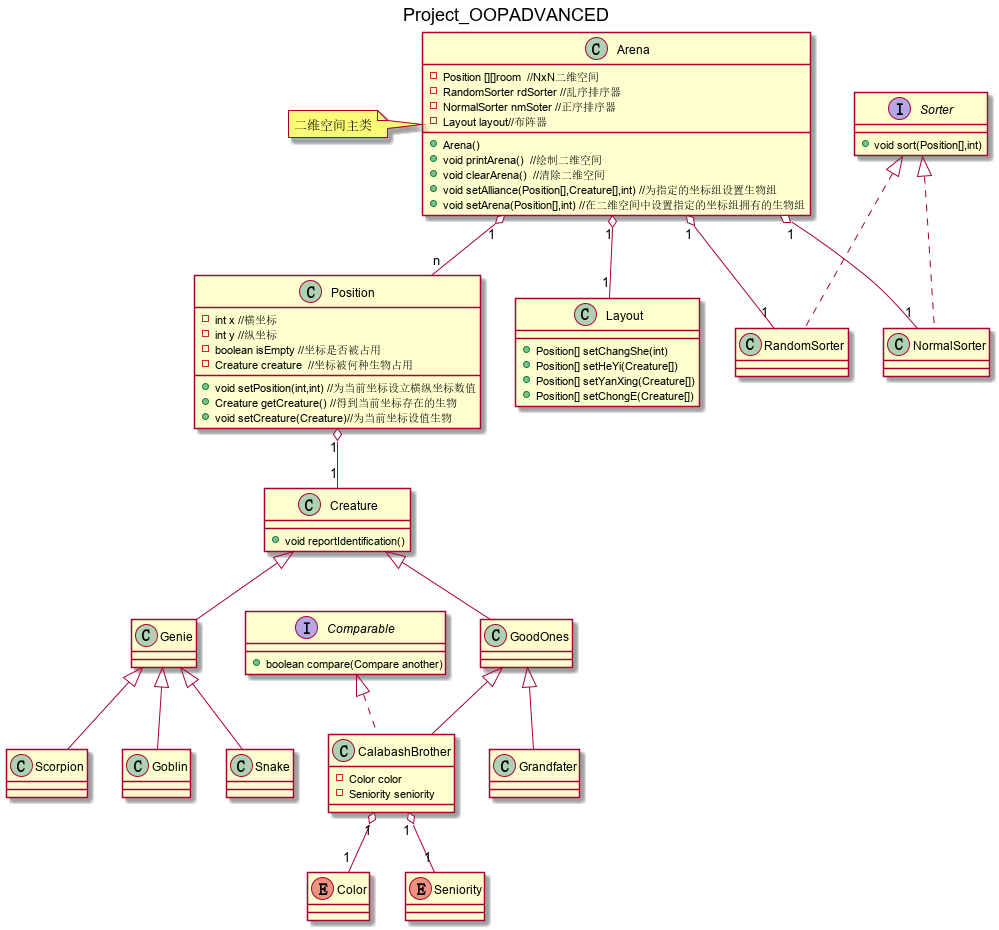 Project_OOPADVANCED
C Arena
Position [][]room //NxN二维空间
RandomSorter rdSorter //乱序排序器
NormalSorter nmSoter //正序排序器
Layout layout//布阵器
Arena()
void printArena() //绘制二维空间
void clearArena() //清除二维空间
void setAlliance(Position[],Creature[],int) //为指定的坐标组设置生物组
void setArena(Position[],int) //在二维空间中设置指定的坐标组拥有的生物组
二维空间主类
I Sorter
void sort(Position[],int)
1
1
1
1
n
1
1
1
C Position
int x //横坐标
int y //纵坐标
boolean isEmpty //坐标是否被占用
Creature creature //坐标被何种生物占用
void setPosition(int,int) //为当前坐标设立横纵坐标数值
Creature getCreature() //得到当前坐标存在的生物
void setCreature(Creature)//为当前坐标设值生物
C Layout
Position[] setChangShe(int)
Position[] setHeYi(Creature[])
Position[] setYanXing(Creature[])
Position[] setChongE(Creature[])
C RandomSorter
C NormalSorter
1
1
C Creature
void reportIdentification()
C Genie
I Comparable
boolean compare(Compare another)
C GoodOnes
C Scorpion
C Goblin
C Snake
C CalabashBrother
Color color
Seniority seniority
C Grandfater
1
1
1
1
E Color
E Seniority